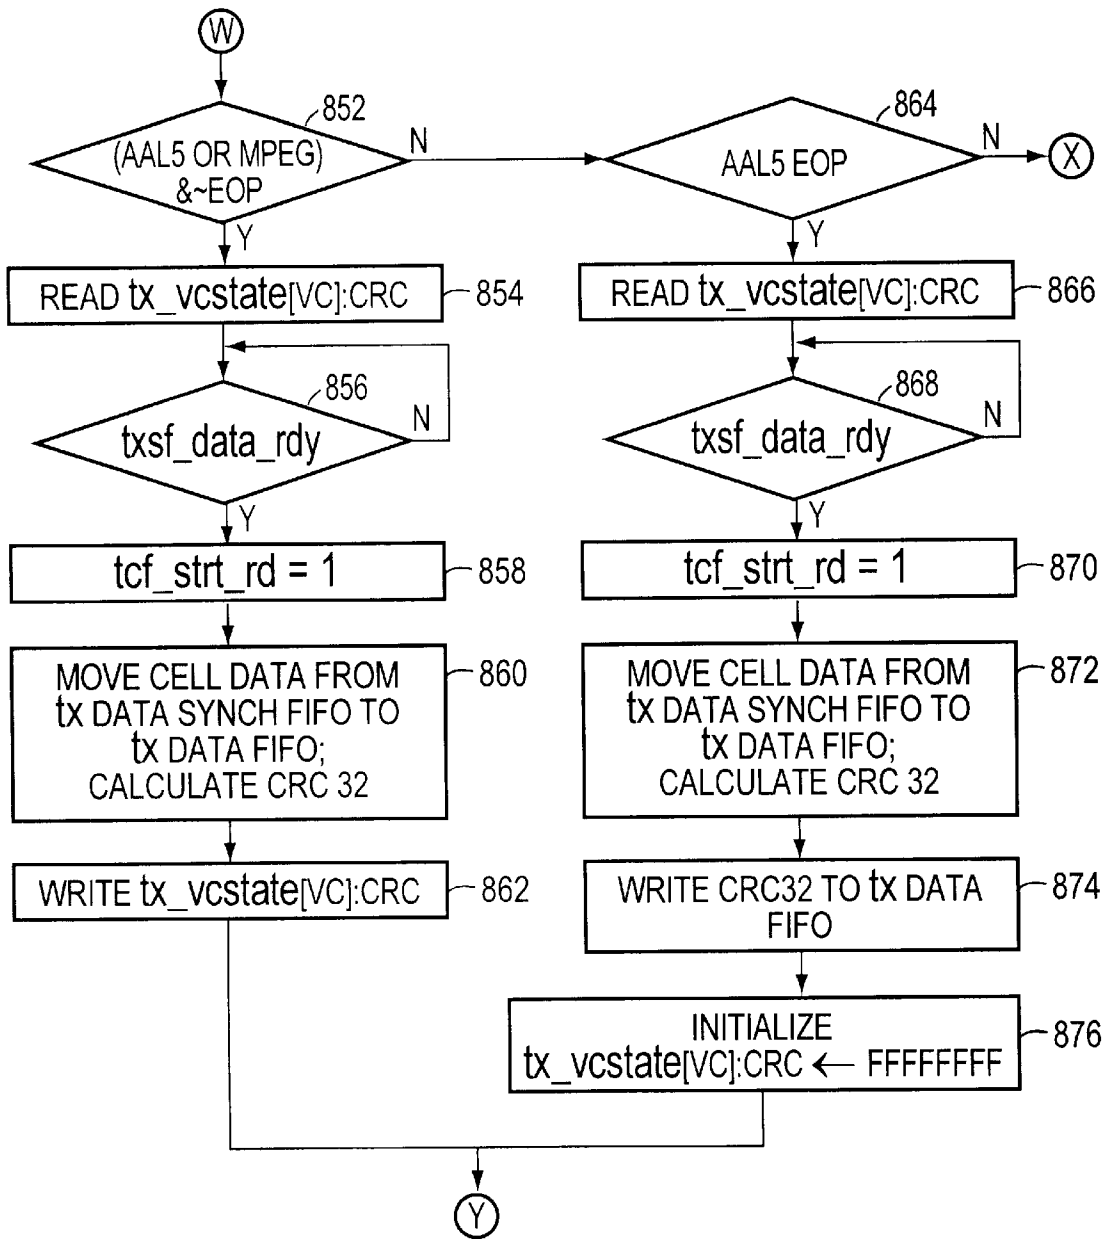 W
852
(AAL5 OR MPEG)
&~EOP
N
Y
READ tx_vcstate[VC]:CRC
854
856
txsf_data_rdy
N
Y
tcf_strt_rd = 1
858
MOVE CELL DATA FROM
tx DATA SYNCH FIFO TO
tx DATA FIFO;
CALCULATE CRC 32
860
WRITE tx_vcstate[VC]:CRC
862
864
AAL5 EOP
N
X
Y
READ tx_vcstate[VC]:CRC
866
868
txsf_data_rdy
N
Y
tcf_strt_rd = 1
870
MOVE CELL DATA FROM
tx DATA SYNCH FIFO TO
tx DATA FIFO;
CALCULATE CRC 32
872
WRITE CRC32 TO tx DATA
FIFO
874
INITIALIZE
tx_vcstate[VC]:CRC ← FFFFFFFF
876
Y